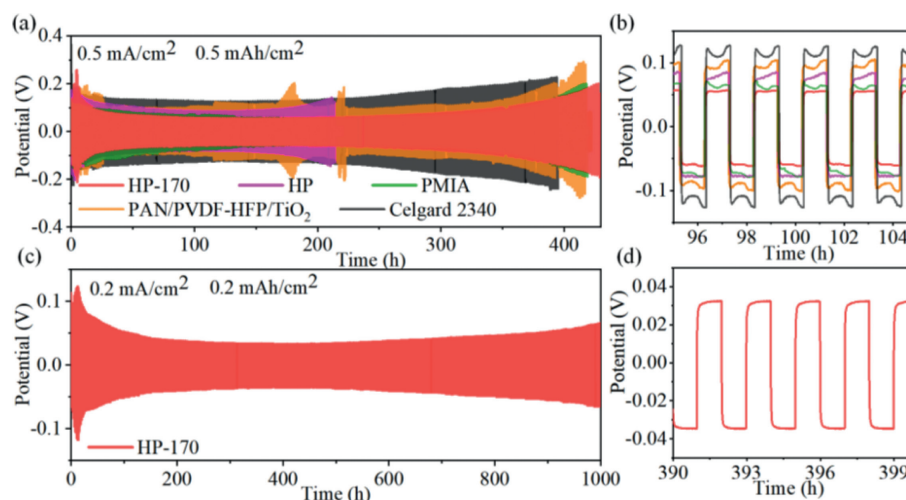 (a)
0.5 mA/cm² 0.5 mAh/cm²
Potential (V)
0.4
0.2
0.0
-0.2
-0.4
HP-170 HP PMIA
PAN/PVDF-HFP/TiO₂ Celgard 2340
0 100 200 300 400
Time (h)
(b)
Potential (V)
0.1
0.0
-0.1
96 98 100 102 104
Time (h)
(c)
0.2 mA/cm² 0.2 mAh/cm²
Potential (V)
0.1
0.0
-0.1
HP-170
0 200 400 600 800 1000
Time (h)
(d)
Potential (V)
0.04
0.02
0.00
-0.02
-0.04
390 393 396 399
Time (h)